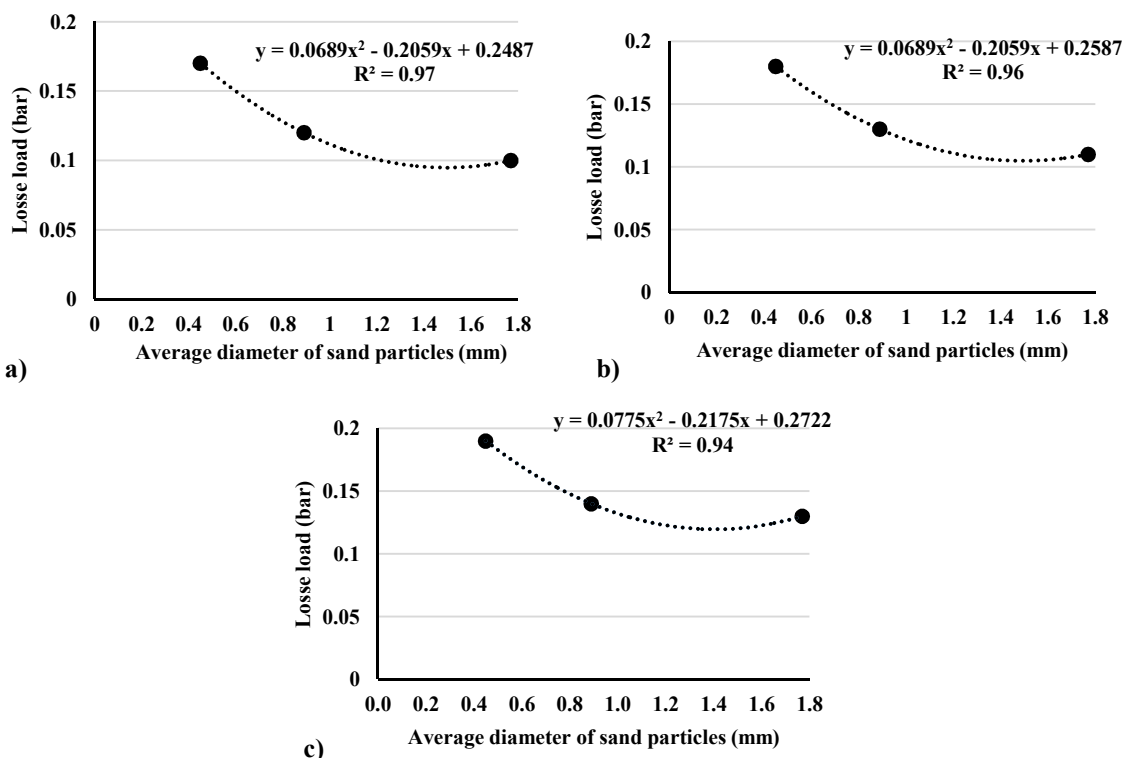 0.2
y = 0.0689x² - 0.2059x + 0.2487
R² = 0.97
0.15
0.1
0.05
0
Losse load (bar)
0 0.2 0.4 0.6 0.8 1 1.2 1.4 1.6 1.8
Average diameter of sand particles (mm)
a)
0.2
y = 0.0689x² - 0.2059x + 0.2587
R² = 0.96
0.15
0.1
0.05
0
Losse load (bar)
0 0.2 0.4 0.6 0.8 1 1.2 1.4 1.6 1.8
Average diameter of sand particles (mm)
b)
y = 0.0775x² - 0.2175x + 0.2722
0.2
R² = 0.94
0.15
0.1
0.05
0
Losse load (bar)
0.0 0.2 0.4 0.6 0.8 1.0 1.2 1.4 1.6 1.8
Average diameter of sand particles (mm)
c)